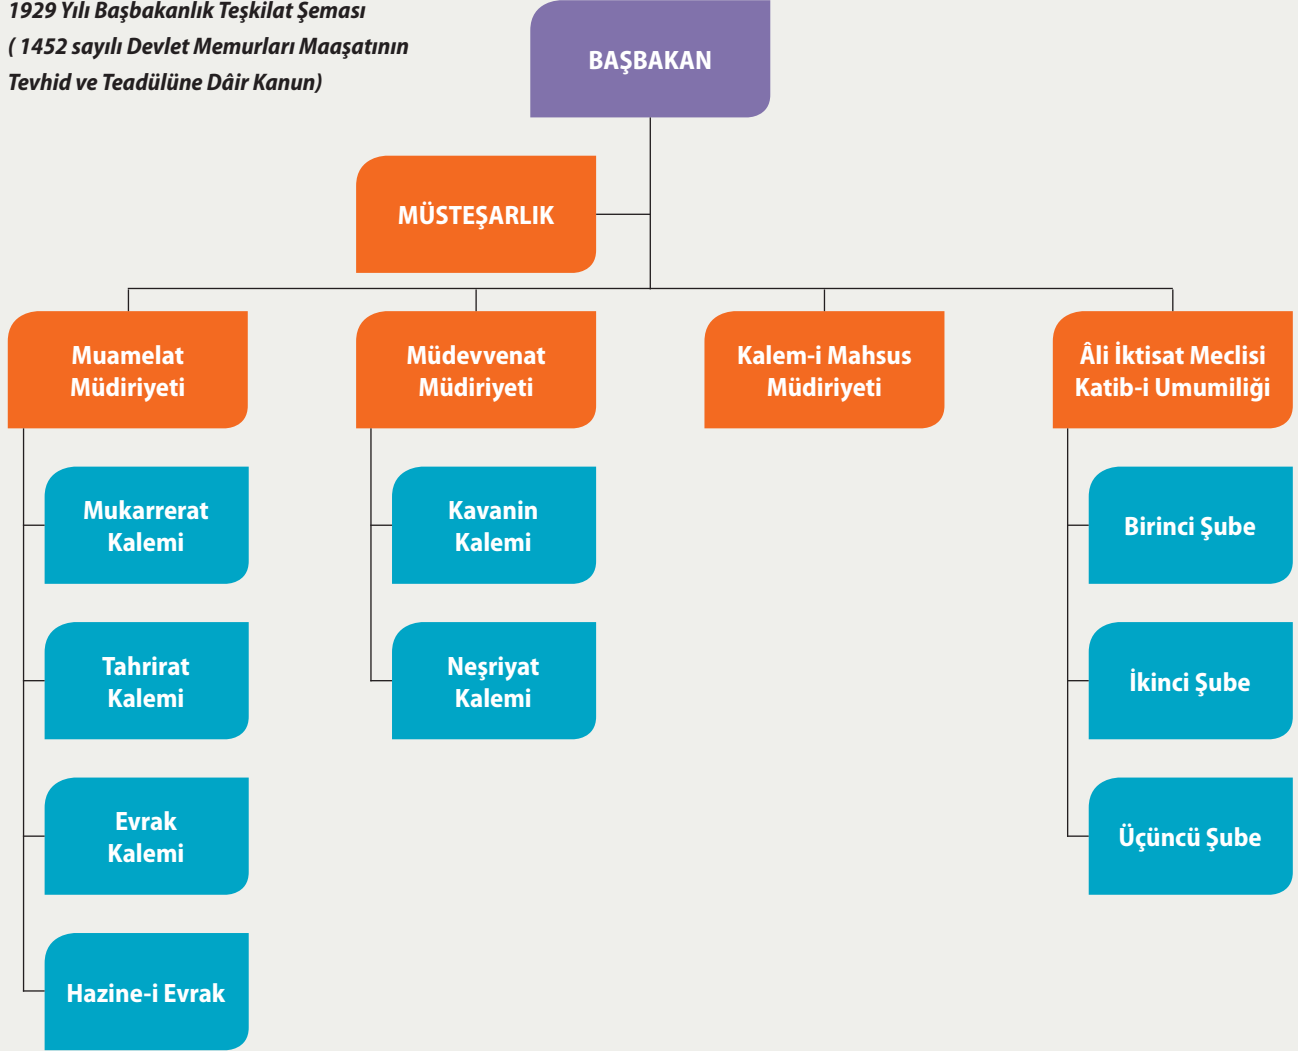 1929 Yılı Başbakanlık Teşkilat Şeması
( 1452 sayılı Devlet Memurları Maaşatının
Tevhid ve Teadülüne Dâir Kanun)
BAŞBAKAN
MÜSTEŞARLIK
Muamelat
Müdiriyeti
Müdevvenat
Müdiriyeti
Kalem-i Mahsus
Müdiriyeti
Âli İktisat Meclisi
Katib-i Umumiliği
Mukarrerat
Kalemi
Tahrirat
Kalemi
Evrak
Kalemi
Hazine-i Evrak
Kavanin
Kalemi
Neşriyat
Kalemi
Birinci Şube
İkinci Şube
Üçüncü Şube